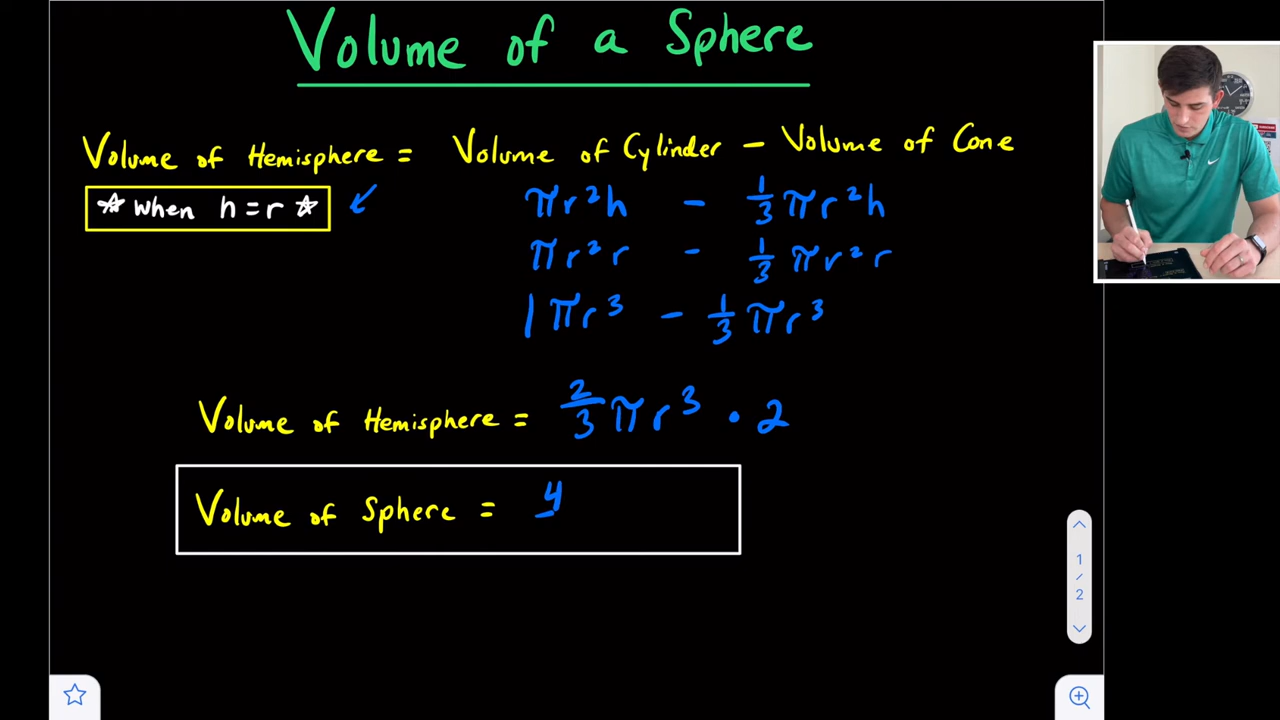 Volume of a Sphere
Volume of Hemisphere = Volume of Cylinder - Volume of Cone
☆ When h = r ☆
πr²h - 1/3 πr²h
πr²r - 1/3 πr²r
1πr³ - 1/3 πr³
Volume of Hemisphere = 2/3 πr³ • 2
Volume of Sphere = 4
1
/
2